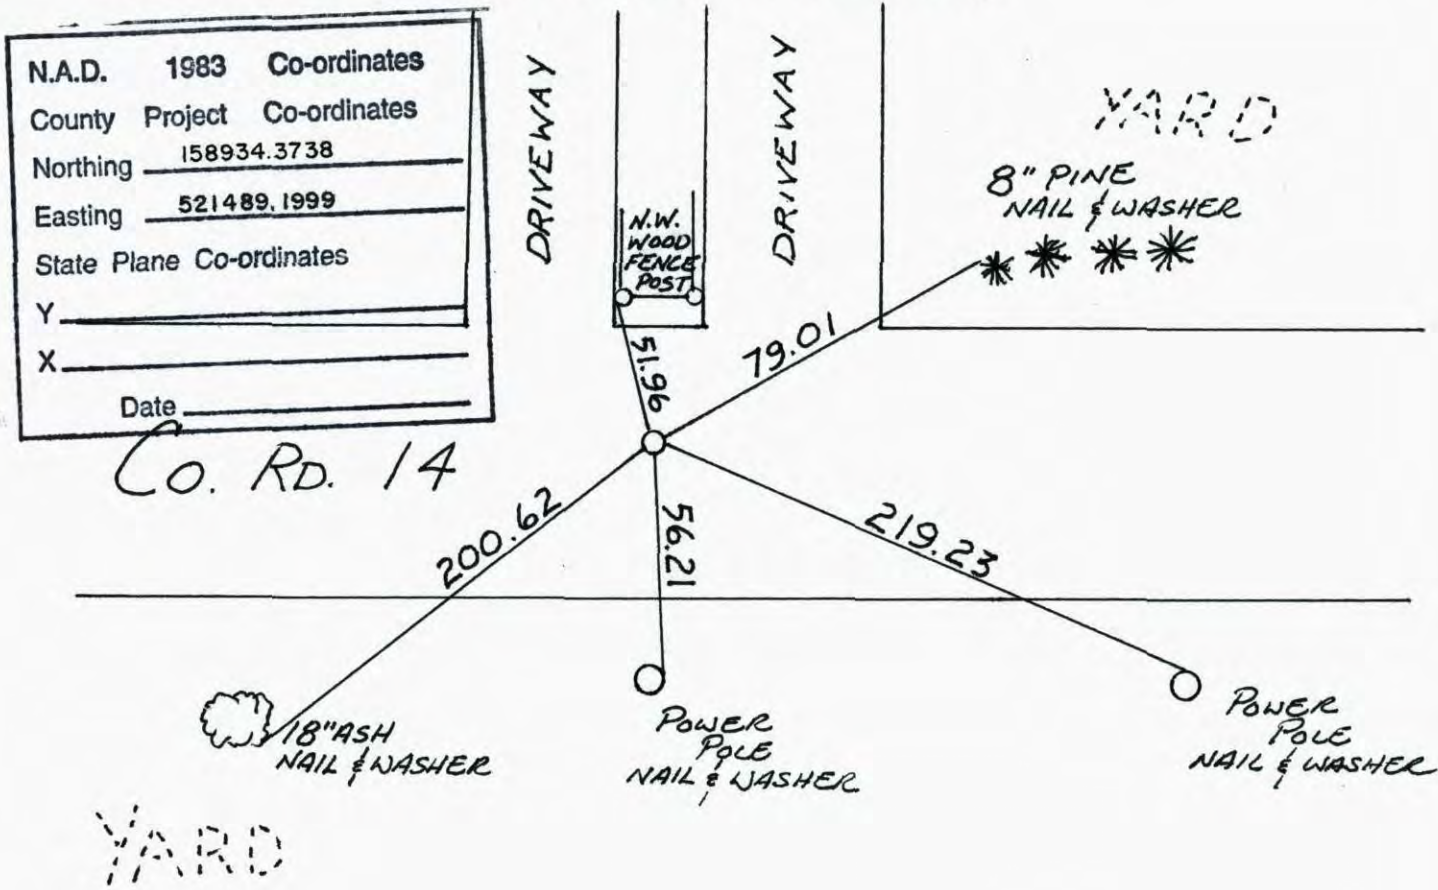 N.A.D. 1983 Co-ordinates
County Project Co-ordinates
Northing 158934.3738
Easting 521489.1999
State Plane Co-ordinates
Y
X
Date
DRIVEWAY
N.W.
WOOD
FENCE
POST
DRIVEWAY
YARD
8" PINE
NAIL & WASHER
51.96
79.01
CO. RD. 14
200.62
56.21
219.23
18" ASH
NAIL & WASHER
POWER
POLE
NAIL & WASHER
POWER
POLE
NAIL & WASHER
YARD